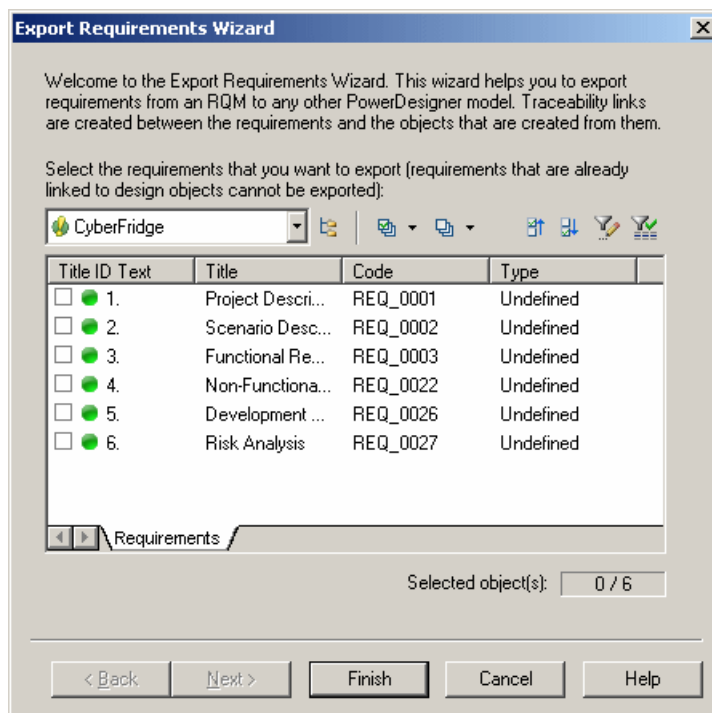 Export Requirements Wizard
Welcome to the Export Requirements Wizard. This wizard helps you to export
requirements from an RQM to any other PowerDesigner model. Traceability links
are created between the requirements and the objects that are created from them.
Select the requirements that you want to export (requirements that are already
linked to design objects cannot be exported):
CyberFridge
Title ID Text Title Code Type
1. Project Descri... REQ_0001 Undefined
2. Scenario Desc... REQ_0002 Undefined
3. Functional Re... REQ_0003 Undefined
4. Non-Functiona... REQ_0022 Undefined
5. Development ... REQ_0026 Undefined
6. Risk Analysis REQ_0027 Undefined
Requirements
Selected object(s): 0 / 6
< Back Next > Finish Cancel Help